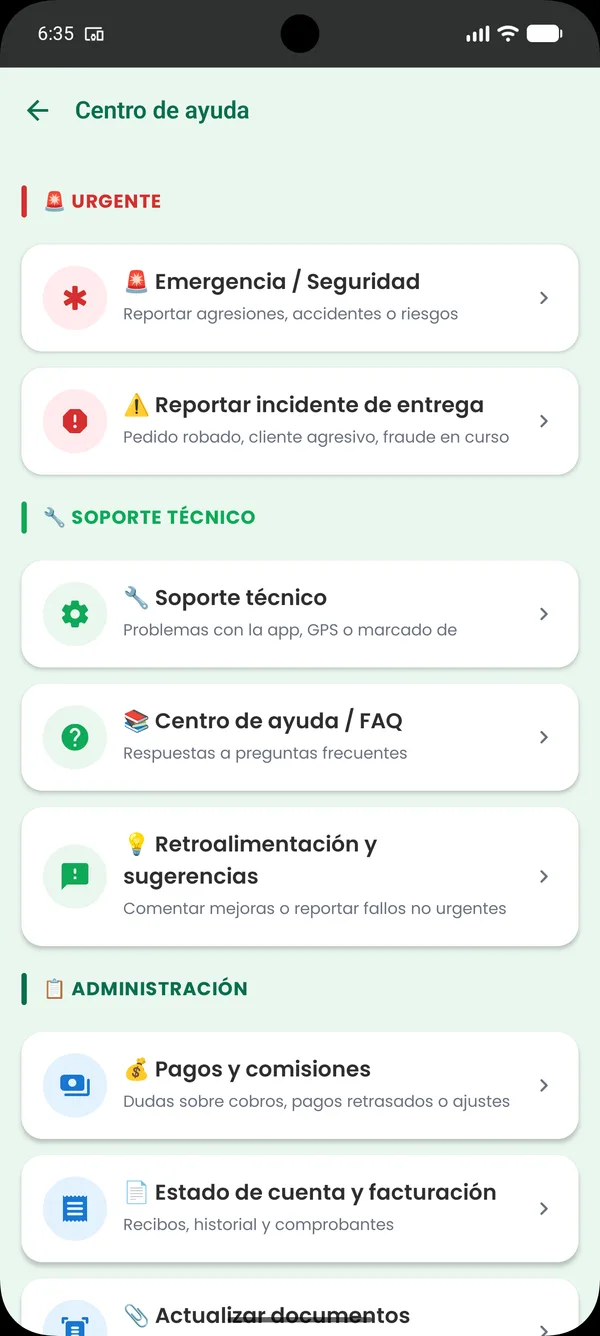 6:35
Centro de ayuda
🚨 URGENTE
🚨 Emergencia / Seguridad
Reportar agresiones, accidentes o riesgos
⚠️ Reportar incidente de entrega
Pedido robado, cliente agresivo, fraude en curso
🔧 SOPORTE TÉCNICO
🔧 Soporte técnico
Problemas con la app, GPS o marcado de
📚 Centro de ayuda / FAQ
Respuestas a preguntas frecuentes
💡 Retroalimentación y
sugerencias
Comentar mejoras o reportar fallos no urgentes
📋 ADMINISTRACIÓN
💰 Pagos y comisiones
Dudas sobre cobros, pagos retrasados o ajustes
📄 Estado de cuenta y facturación
Recibos, historial y comprobantes
📎 Actualizar documentos